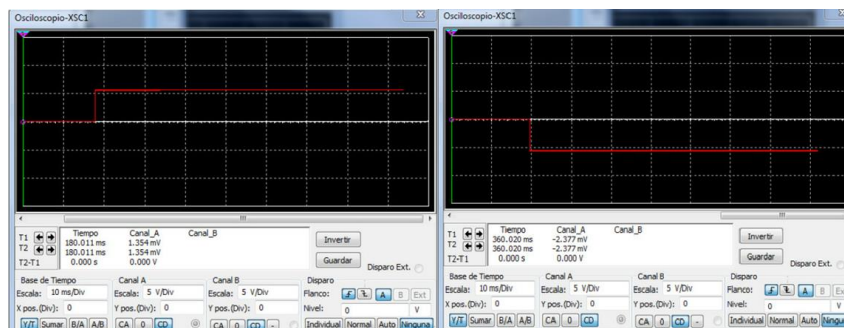 Osciloscopio-XSC1
Tiempo Canal_A Canal_B
T1 180.011 ms 1.354 mV
T2 180.011 ms 1.354 mV
T2-T1 0.000 s 0.000 V
Invertir
Guardar
Disparo Ext.
Base de Tiempo Canal A Canal B Disparo
Escala: 10 ms/Div Escala: 5 V/Div Escala: 5 V/Div Flanco: A B Ext
X pos.(Div): 0 Y pos.(Div): 0 Y pos.(Div): 0 Nivel: 0 V
Y/T Sumar B/A A/B CA 0 CD CA 0 CD - Individual Normal Auto Ninguna
Osciloscopio-XSC1
Tiempo Canal_A Canal_B
T1 360.020 ms -2.377 mV
T2 360.020 ms -2.377 mV
T2-T1 0.000 s 0.000 V
Invertir
Guardar
Disparo Ext.
Base de Tiempo Canal A Canal B Disparo
Escala: 10 ms/Div Escala: 5 V/Div Escala: 5 V/Div Flanco: A B Ext
X pos.(Div): 0 Y pos.(Div): 0 Y pos.(Div): 0 Nivel: 0 V
Y/T Sumar B/A A/B CA 0 CD CA 0 CD - Individual Normal Auto Ninguna